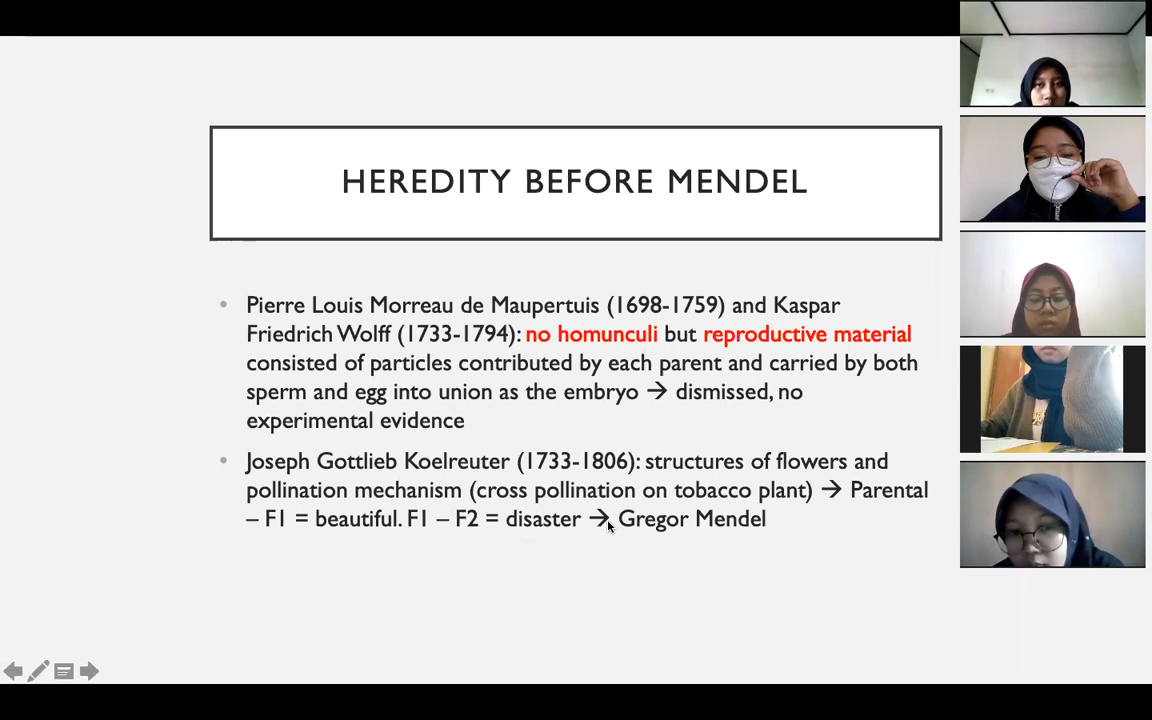 HEREDITY BEFORE MENDEL
• Pierre Louis Morreau de Maupertuis (1698-1759) and Kaspar
Friedrich Wolff (1733-1794): no homunculi but reproductive material
consisted of particles contributed by each parent and carried by both
sperm and egg into union as the embryo → dismissed, no
experimental evidence
• Joseph Gottlieb Koelreuter (1733-1806): structures of flowers and
pollination mechanism (cross pollination on tobacco plant) → Parental
– F1 = beautiful. F1 – F2 = disaster → Gregor Mendel